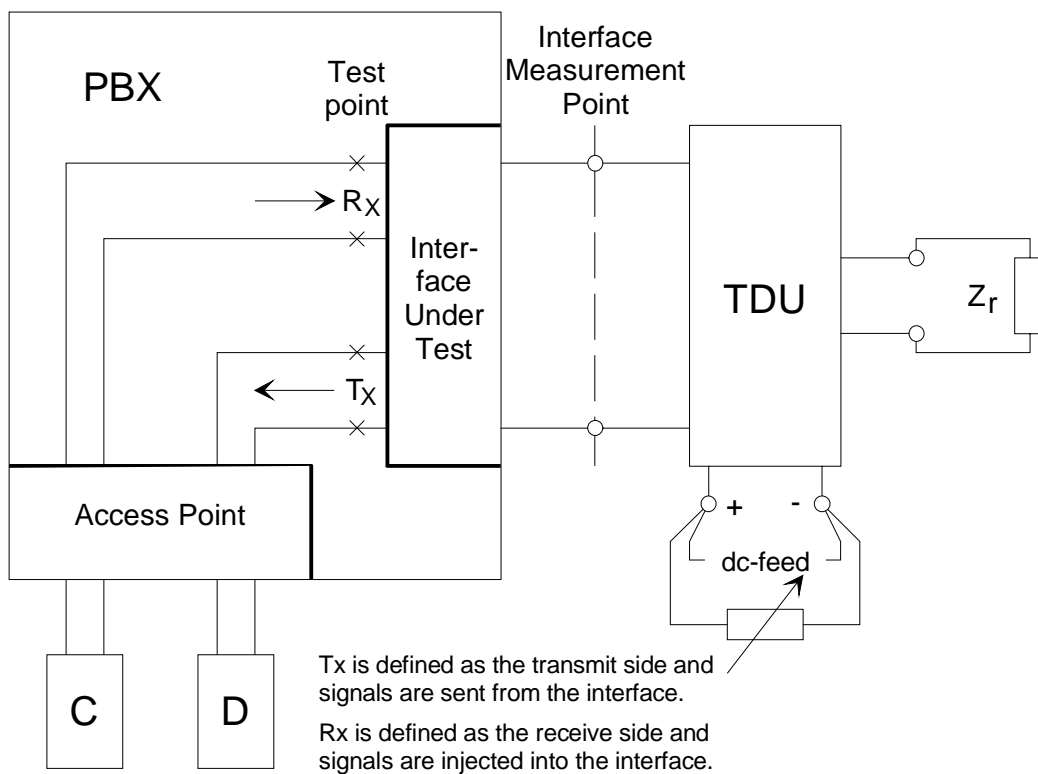 PBX
Test
point
Interface
Measurement
Point
RX
Inter-
face
Under
Test
TX
TDU
Zr
Access Point
+ -
dc-feed
C
D
Tx is defined as the transmit side and
signals are sent from the interface.
Rx is defined as the receive side and
signals are injected into the interface.